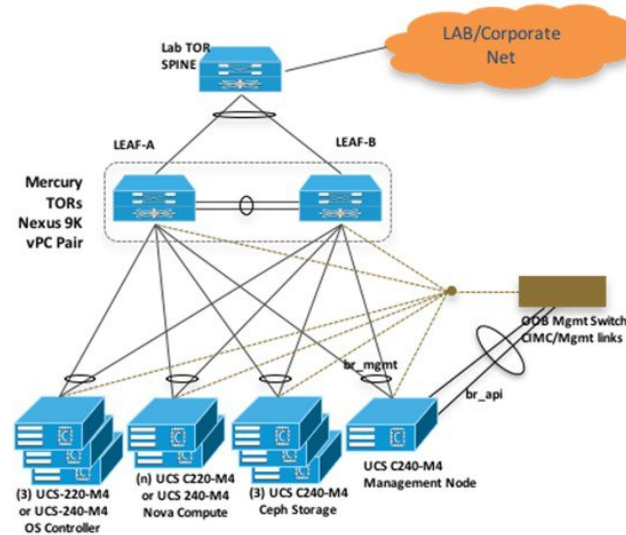 Lab TOR
SPINE
LAB/Corporate
Net
LEAF-A
LEAF-B
Mercury
TORs
Nexus 9K
vPC Pair
OOB Mgmt Switch
CIMC/Mgmt links
br_mgmt
br_api
(3) UCS-220-M4
or UCS-240-M4
OS Controller
(n) UCS C220-M4
or UCS 240-M4
Nova Compute
(3) UCS C240-M4
Ceph Storage
UCS C240-M4
Management Node